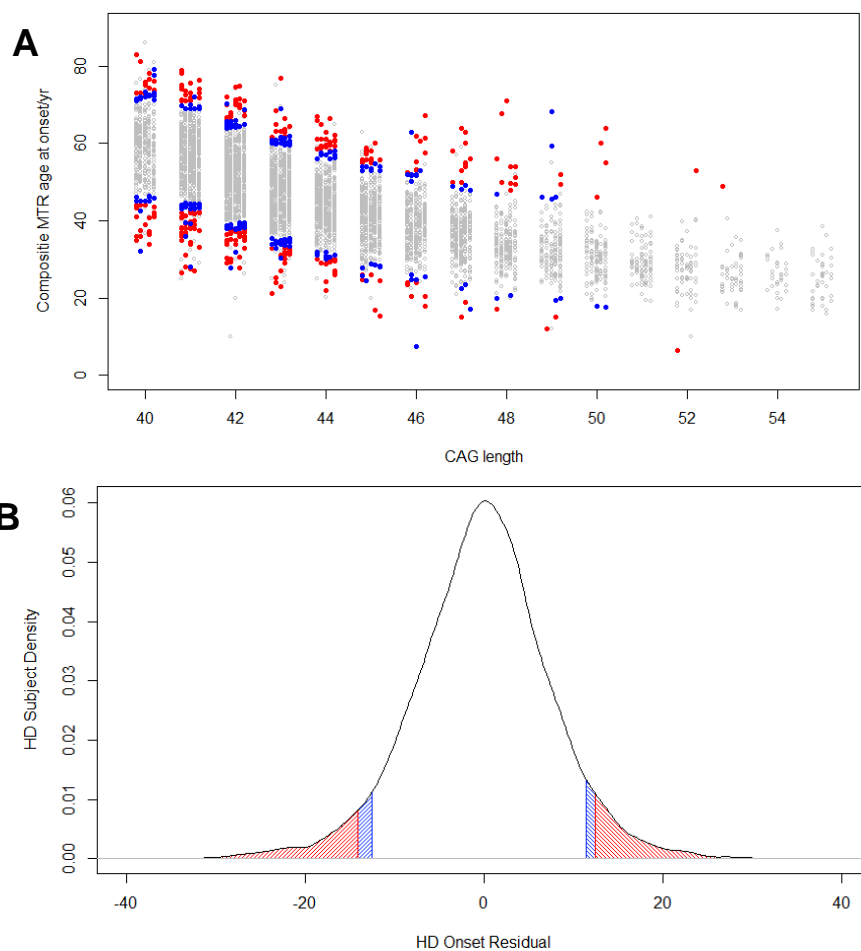 A
Compositie MTR age at onset/yr
80
60
40
20
0
40 42 44 46 48 50 52 54
CAG length
B
HD Subject Density
0.06
0.05
0.04
0.03
0.02
0.01
0.00
-40 -20 0 20 40
HD Onset Residual